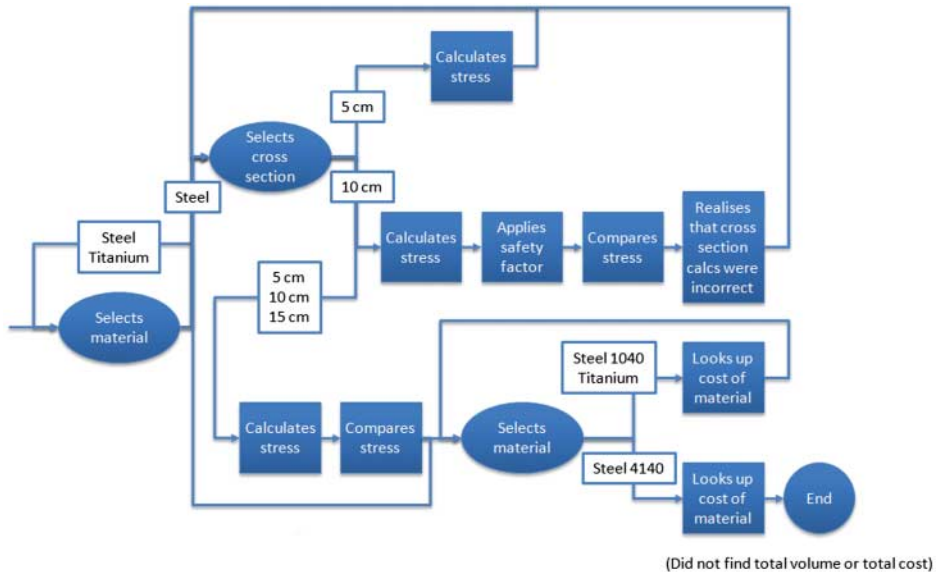 Calculates
stress
5 cm
Selects
cross
section
Steel
10 cm
Steel
Titanium
Selects
material
Calculates
stress
Applies
safety
factor
Compares
stress
Realises
that cross
section
calcs were
incorrect
5 cm
10 cm
15 cm
Calculates
stress
Compares
stress
Selects
material
Steel 1040
Titanium
Looks up
cost of
material
Steel 4140
Looks up
cost of
material
End
(Did not find total volume or total cost)